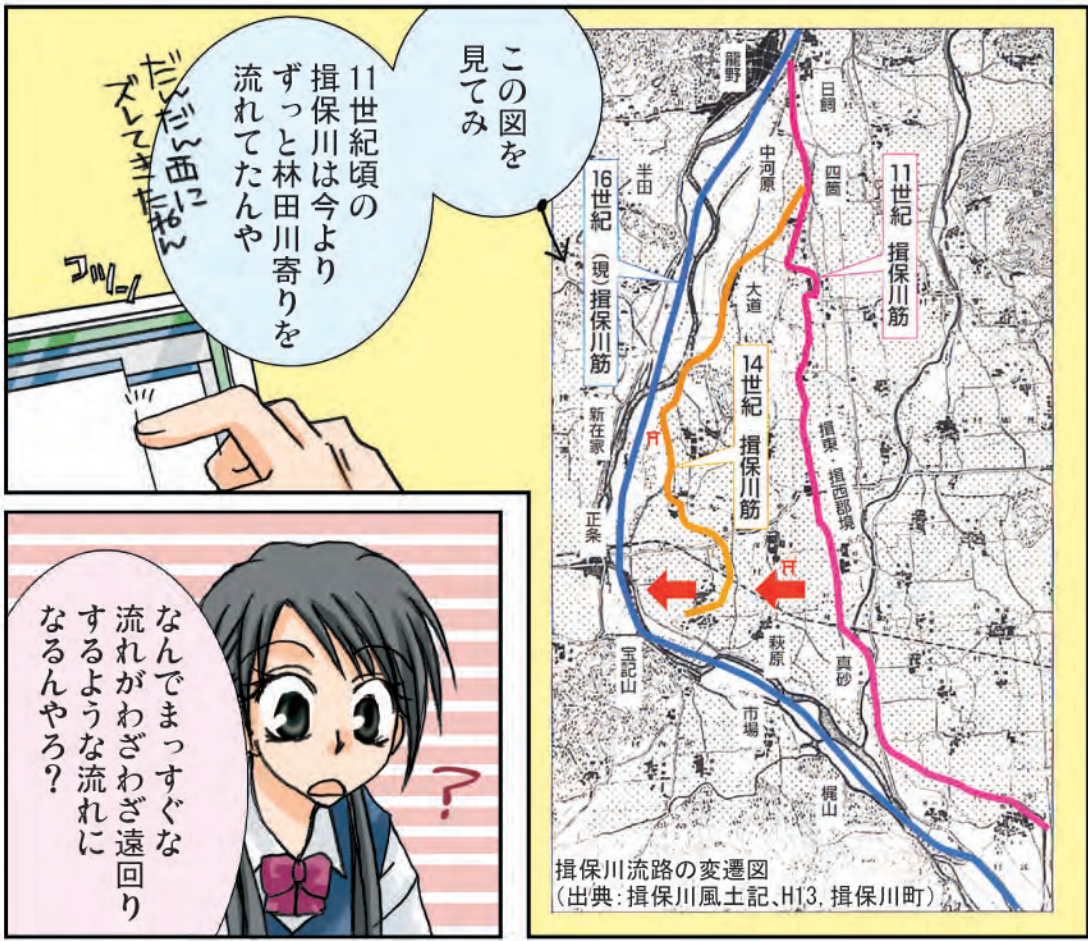 この図を
見てみ
11世紀頃の
揖保川は今より
ずっと林田川寄りを
流れてたんや
だんだん西に
ズレてきたねん
コツン
龍野
日飼
中河原
四箇
半田
16世紀 (現)揖保川筋
11世紀 揖保川筋
大道
14世紀 揖保川筋
新在家
揖東・揖西郡境
正条
萩原
真砂
宝記山
市場
梶山
揖保川流路の変遷図
(出典:揖保川風土記、H13, 揖保川町)
なんでまっすぐな
流れがわざわざ遠回り
するような流れに
なるんやろ?
?